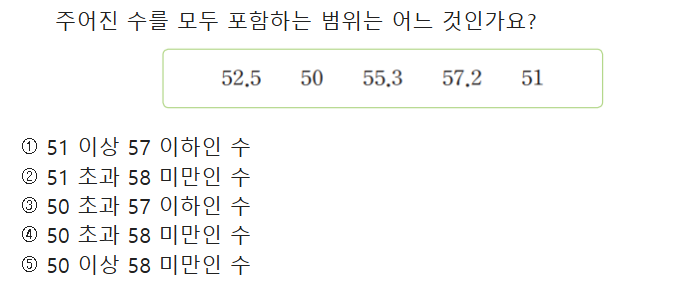 주어진 수를 모두 포함하는 범위는 어느 것인가요?
52.5 50 55.3 57.2 51
① 51 이상 57 이하인 수
② 51 초과 58 미만인 수
③ 50 초과 57 이하인 수
④ 50 초과 58 미만인 수
⑤ 50 이상 58 미만인 수